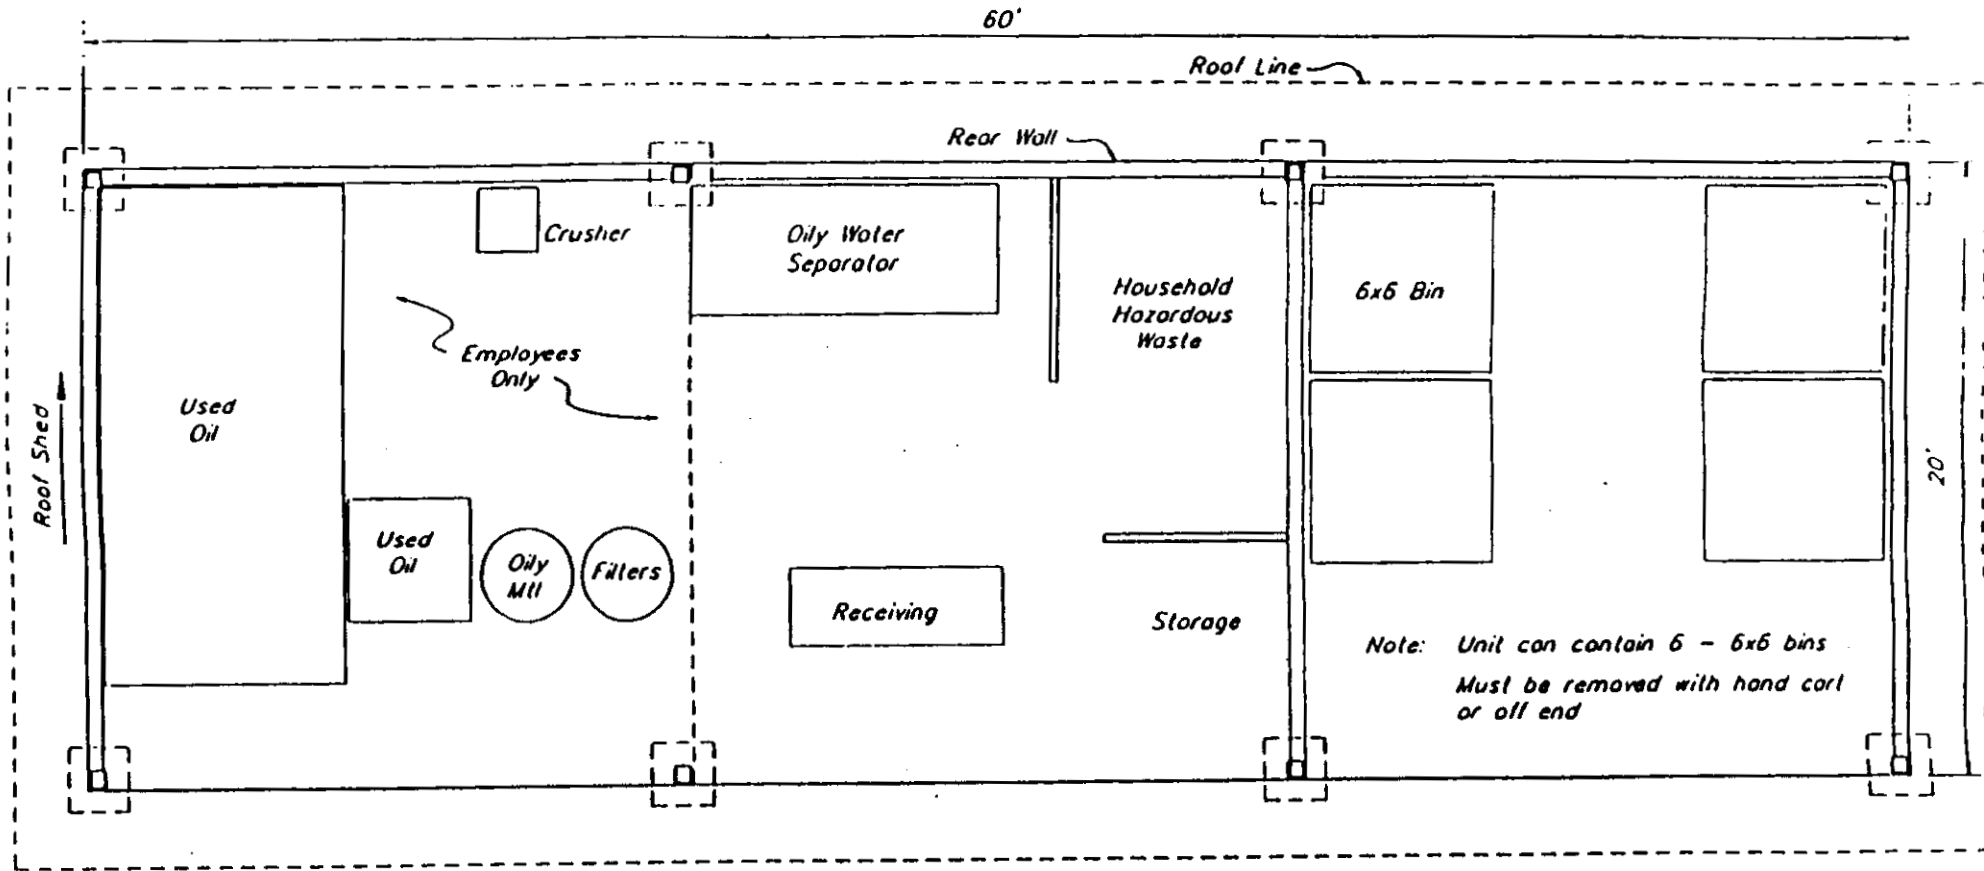 60'
Roof Line
Rear Wall
Crusher
Oily Water
Separator
Household
Hazardous
Waste
6x6 Bin
Employees
Only
Used
Oil
Roof Shed
20'
Used
Oil
Oily
Mtl
Filters
Receiving
Storage
Note: Unit can contain 6 - 6x6 bins
Must be removed with hand cart
or off end